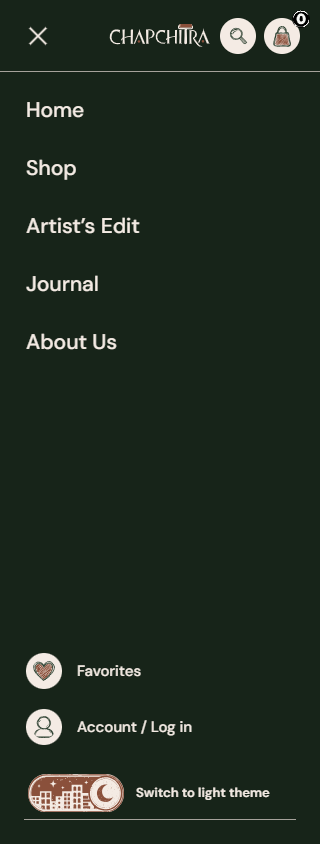 CHAPCHITRA
0
Home
Shop
Artist’s Edit
Journal
About Us
Favorites
Account / Log in
Switch to light theme